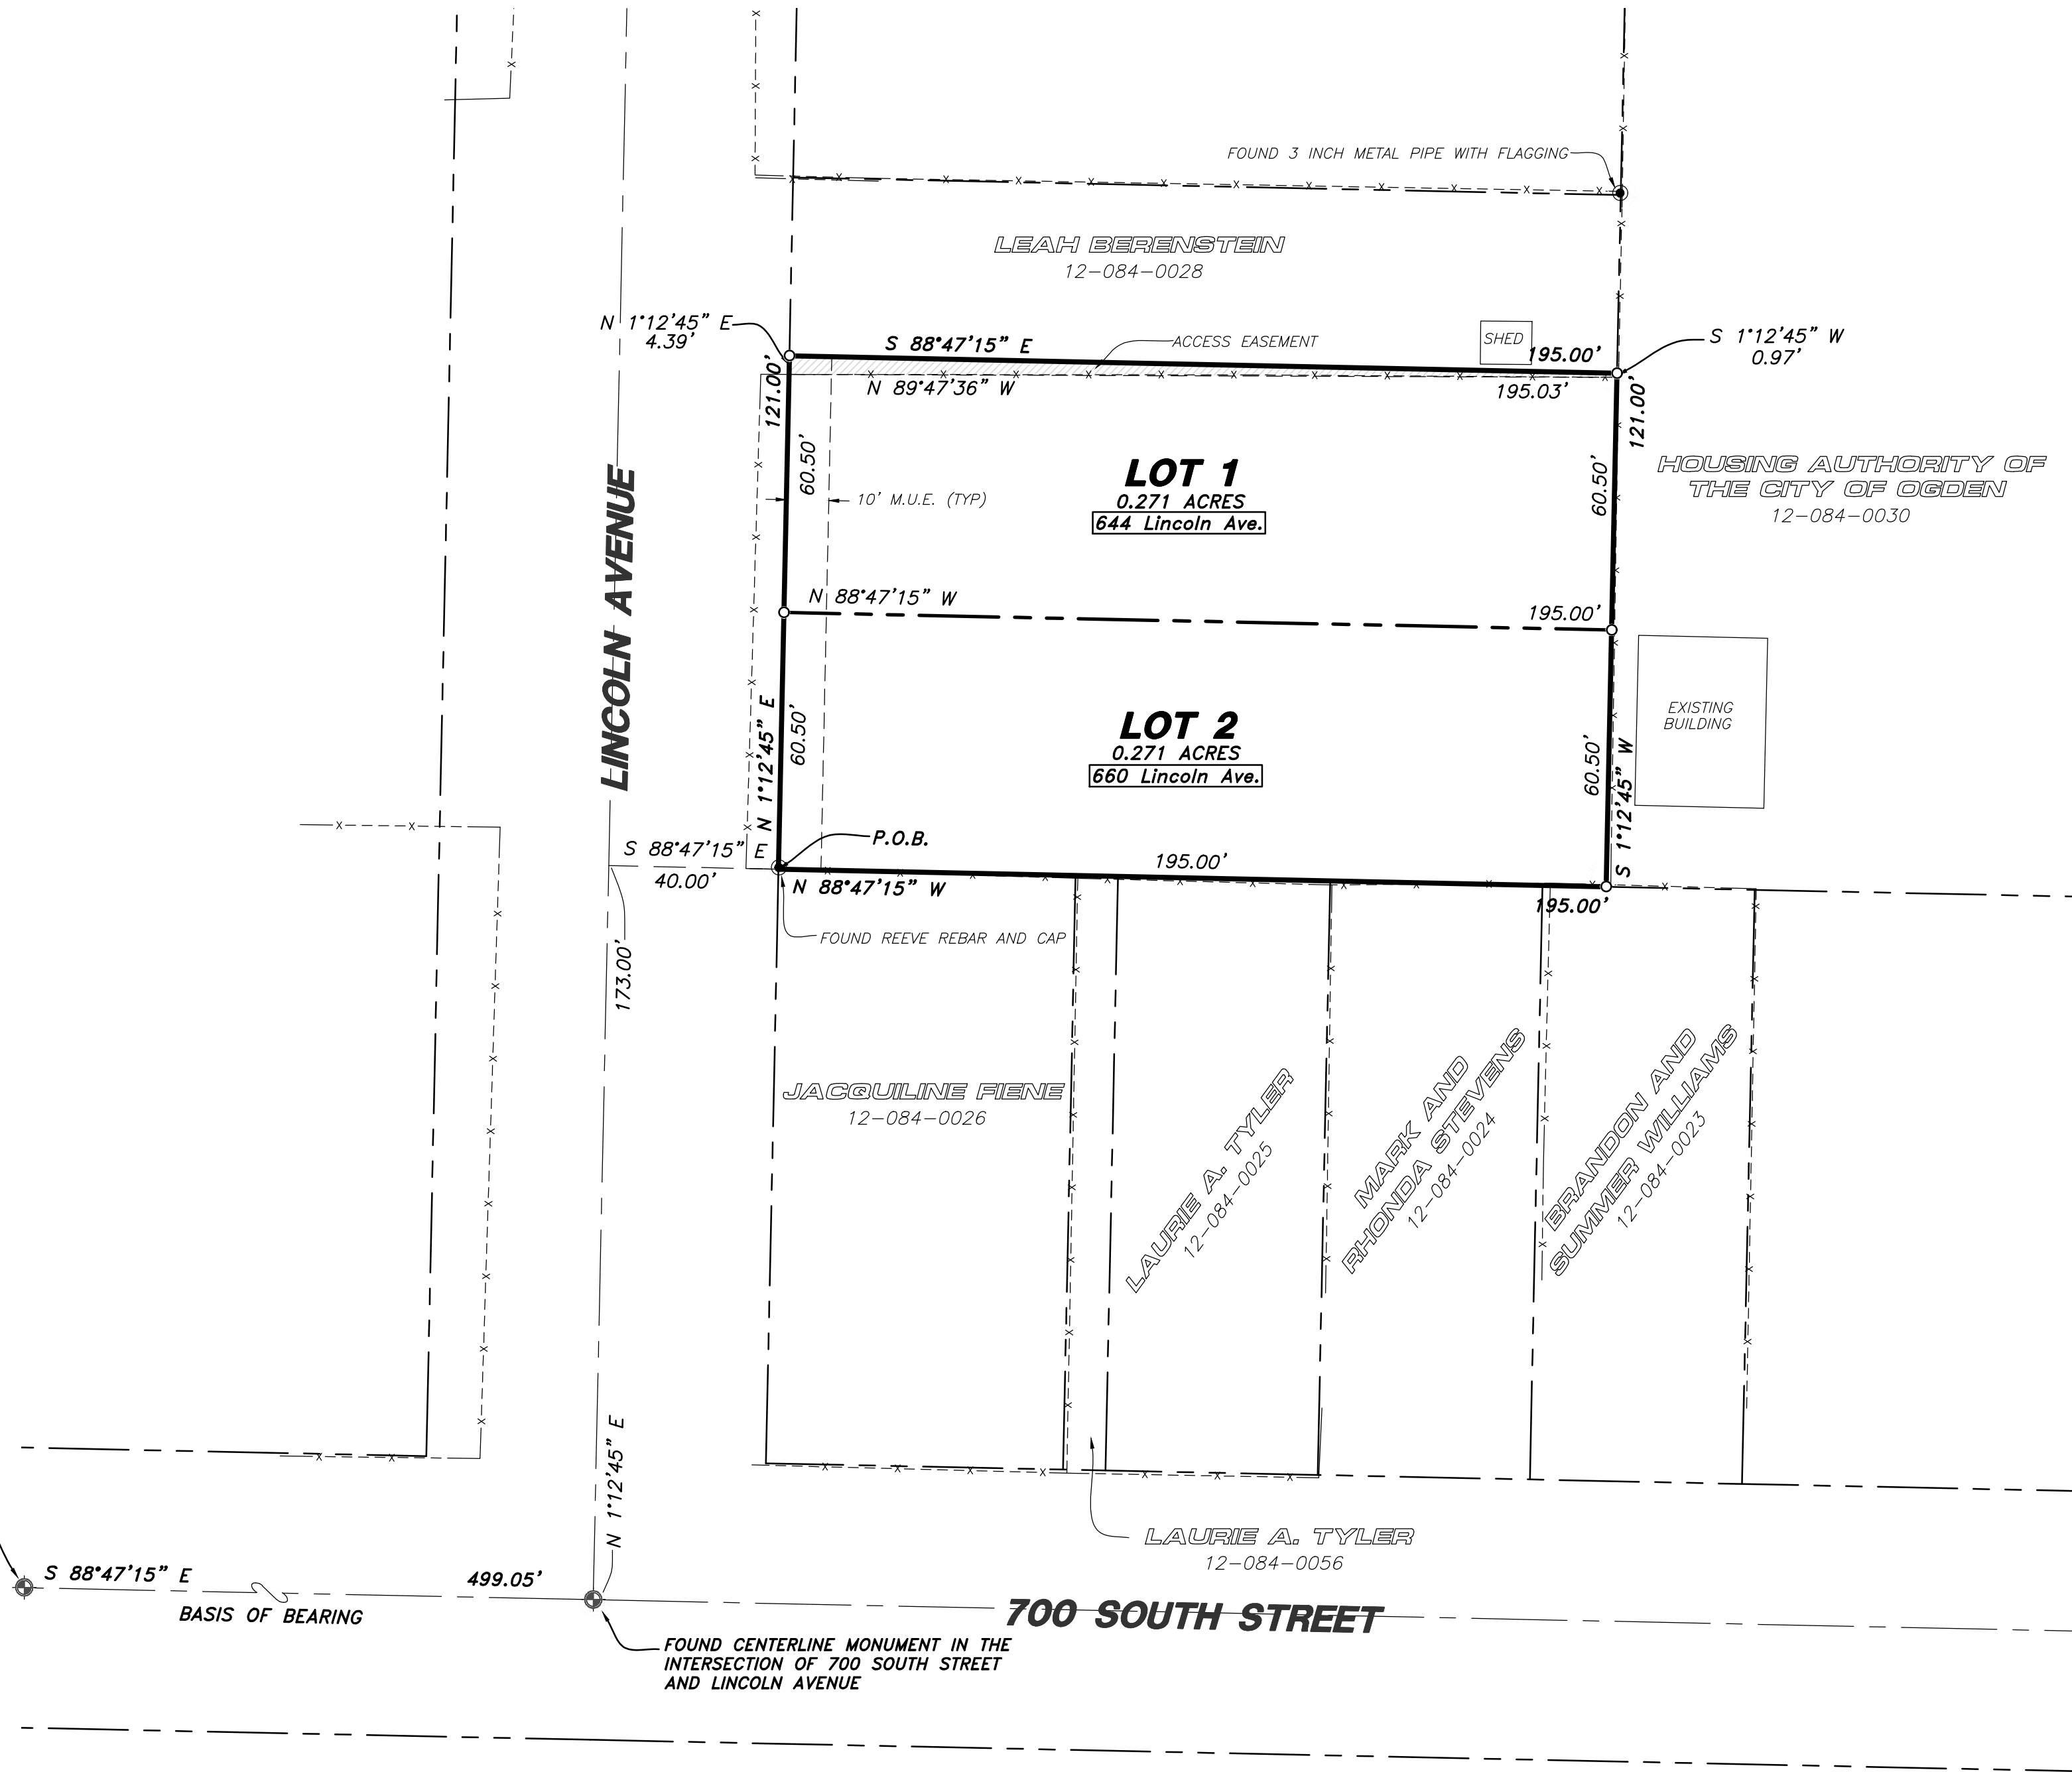 FOUND 3 INCH METAL PIPE WITH FLAGGING
LEAH BERENSTEIN
12-084-0028
N 1°12'45" E
4.39'
S 88°47'15" E
ACCESS EASEMENT
SHED
195.00'
S 1°12'45" W
0.97'
121.00'
N 89°47'36" W
195.03'
121.00'
60.50'
LOT 1
0.271 ACRES
644 Lincoln Ave.
60.50'
10' M.U.E. (TYP)
HOUSING AUTHORITY OF
THE CITY OF OGDEN
12-084-0030
LINCOLN AVENUE
N 88°47'15" W
195.00'
N 1°12'45" E
60.50'
LOT 2
0.271 ACRES
660 Lincoln Ave.
60.50'
S 1°12'45" W
EXISTING
BUILDING
S 88°47'15" E
40.00'
P.O.B.
195.00'
N 88°47'15" W
195.00'
FOUND REEVE REBAR AND CAP
173.00'
JACQUILINE FIENE
12-084-0026
LAURIE A. TYLER
12-084-0025
MARK AND
RHONDA STEVENS
12-084-0024
BRANDON AND
SUMMER WILLIAMS
12-084-0023
N 1°12'45" E
LAURIE A. TYLER
12-084-0056
S 88°47'15" E
499.05'
BASIS OF BEARING
700 SOUTH STREET
FOUND CENTERLINE MONUMENT IN THE
INTERSECTION OF 700 SOUTH STREET
AND LINCOLN AVENUE